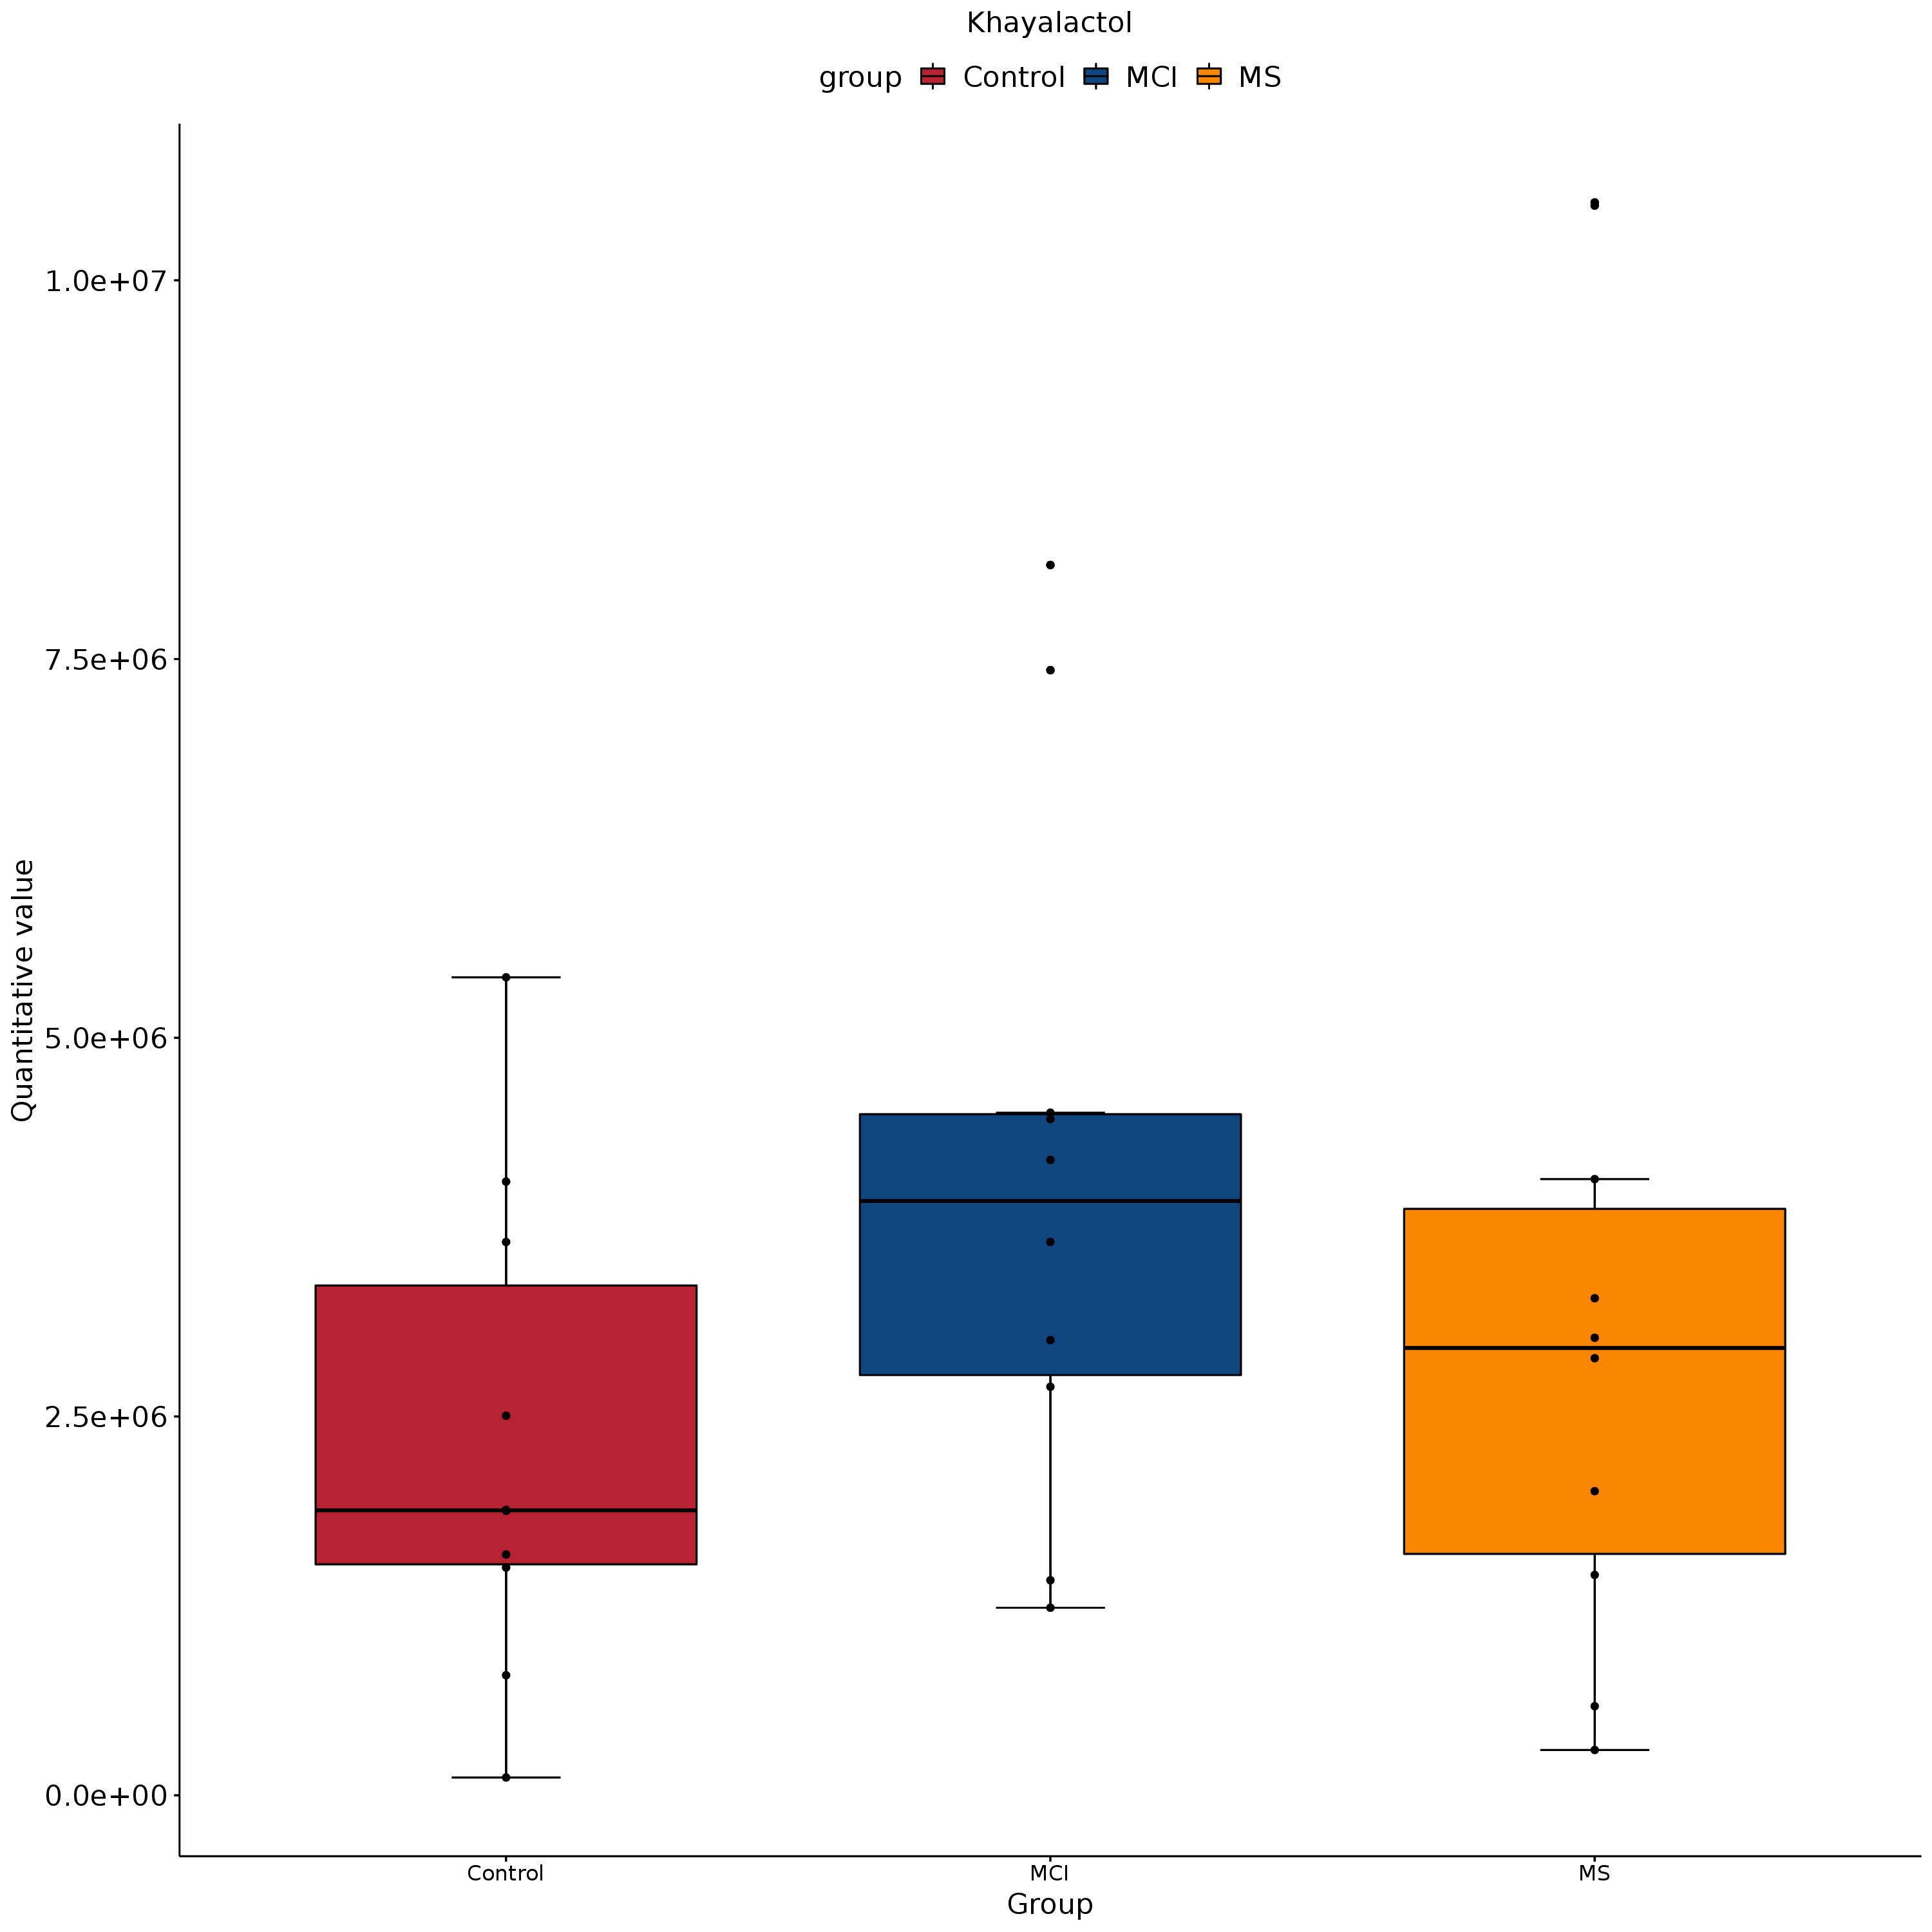 Khayalactol
group Control MCI MS
1.0e+07
7.5e+06
5.0e+06
2.5e+06
0.0e+00
Quantitative value
Control MCI MS
Group